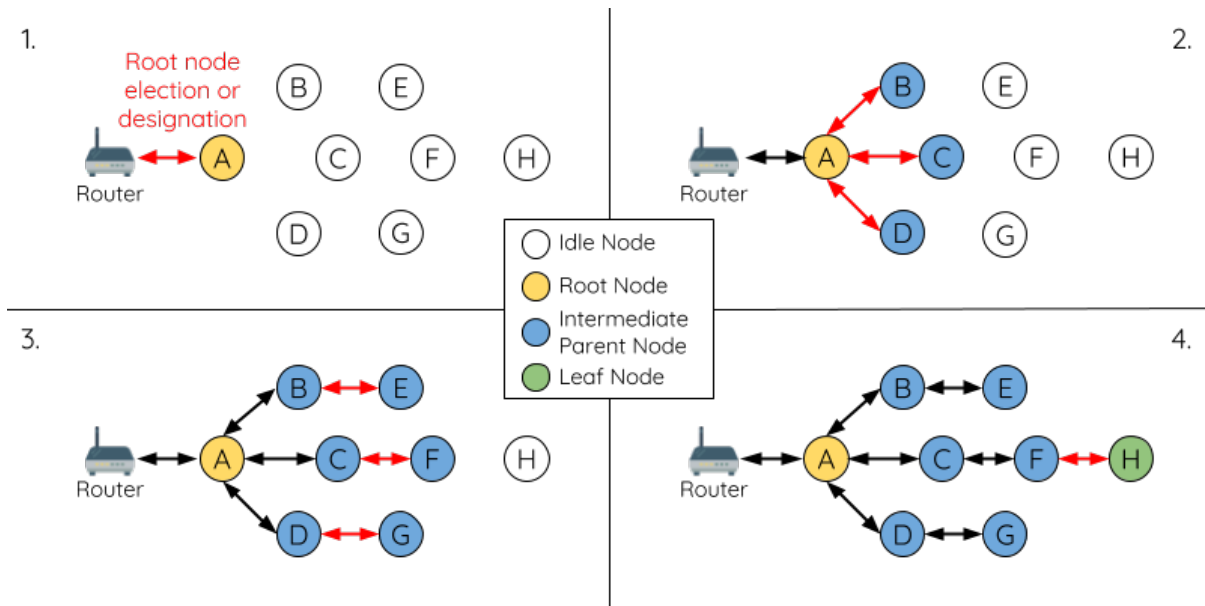 1.
Root node
election or
designation
B E
A C F H
Router
D G
2.
B E
A C F H
Router
D G
Idle Node
Root Node
Intermediate
Parent Node
Leaf Node
3.
B E
A C F H
Router
D G
4.
B E
A C F H
Router
D G